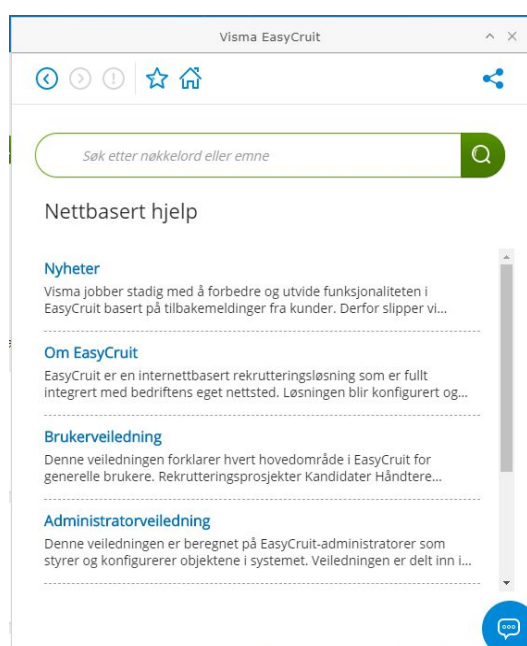 Visma EasyCruit
Søk etter nøkkelord eller emne
Nettbasert hjelp
Nyheter
Visma jobber stadig med å forbedre og utvide funksjonaliteten i
EasyCruit basert på tilbakemeldinger fra kunder. Derfor slipper vi...
Om EasyCruit
EasyCruit er en internettbasert rekrutteringsløsning som er fullt
integrert med bedriftens eget nettsted. Løsningen blir konfigurert og...
Brukerveiledning
Denne veiledningen forklarer hvert hovedområde i EasyCruit for
generelle brukere. Rekrutteringsprosjekter Kandidater Håndtere...
Administratorveiledning
Denne veiledningen er beregnet på EasyCruit-administratorer som
styrer og konfigurerer objektene i systemet. Veiledningen er delt inn i...